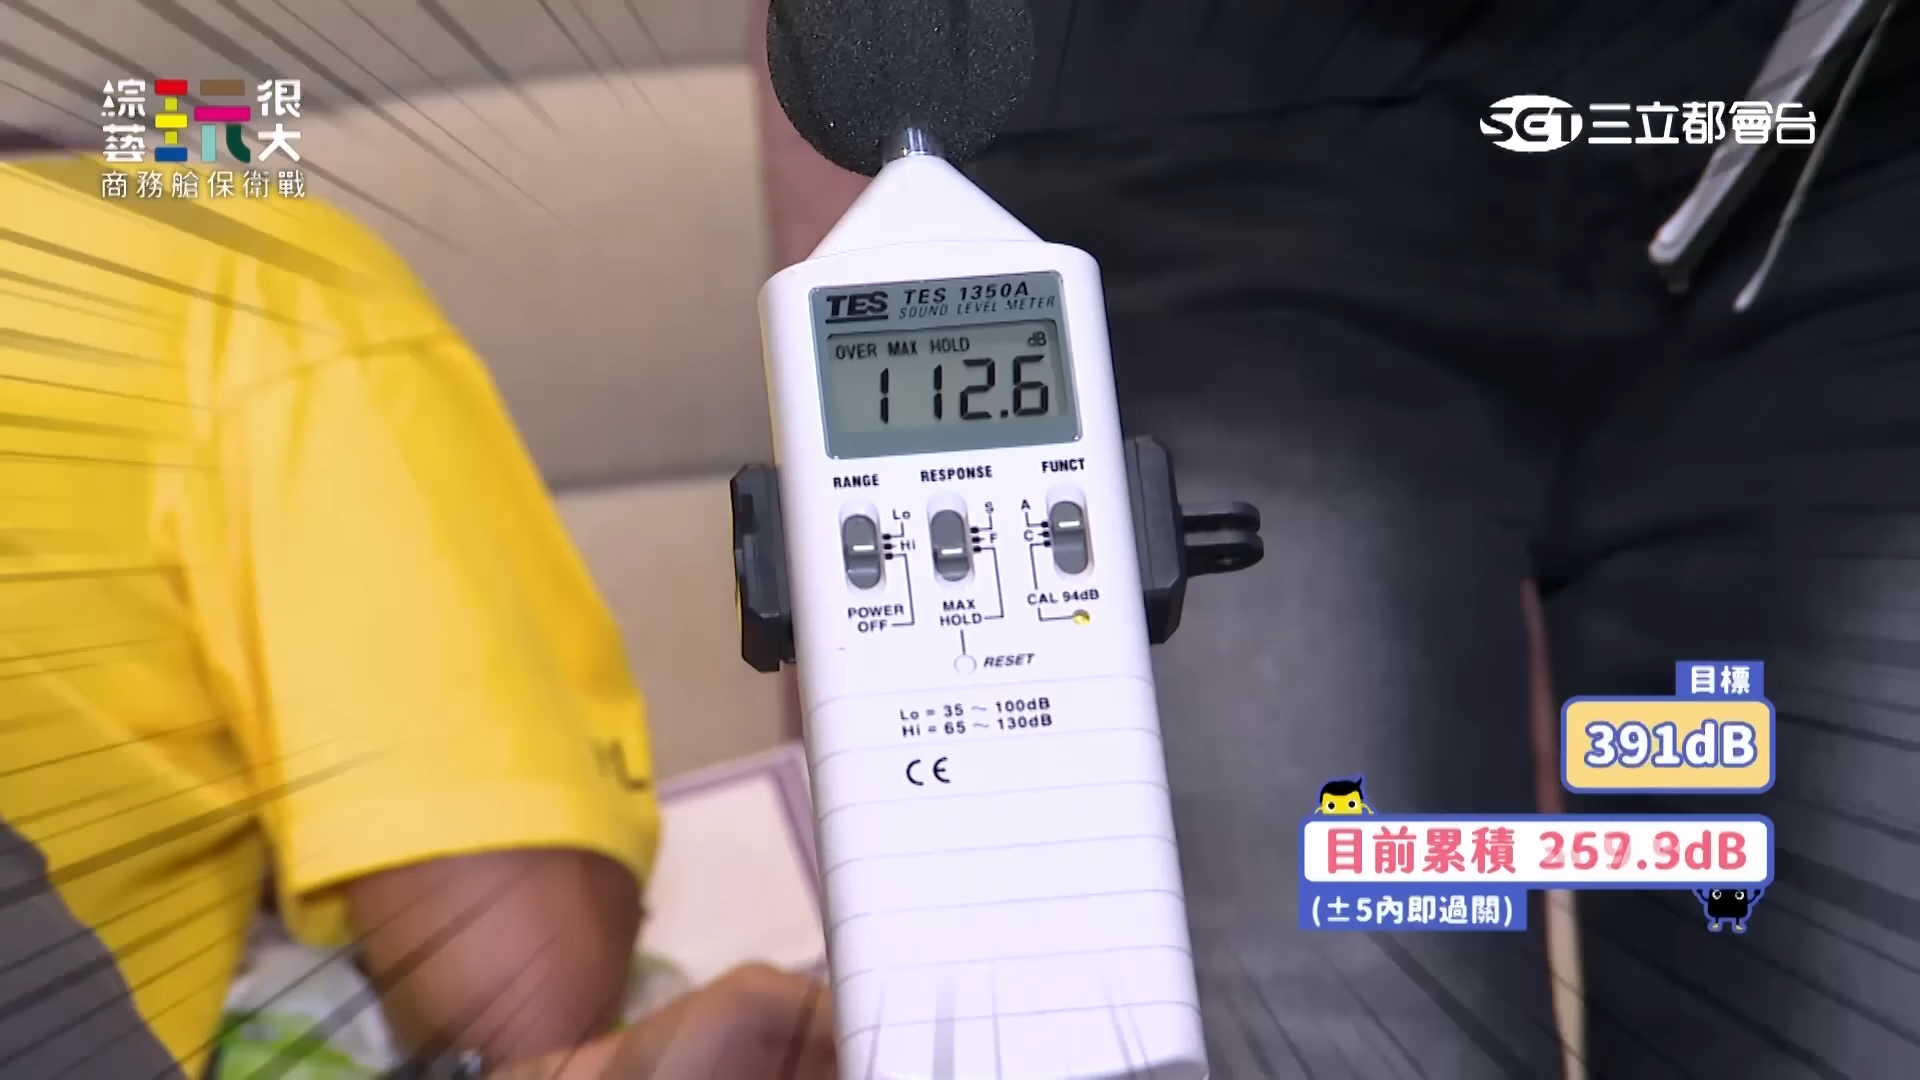 綜藝玩很大
商務艙保衛戰
SET三立都會台
TES TES 1350A
SOUND LEVEL METER
OVER MAX HOLD dB
112.6
RANGE RESPONSE FUNCT
Lo S A
Hi F C
POWER OFF
MAX HOLD
CAL 94dB
RESET
Lo = 35 ~ 100dB
Hi = 65 ~ 130dB
CE
目標
391dB
目前累積
(±5內即過關)